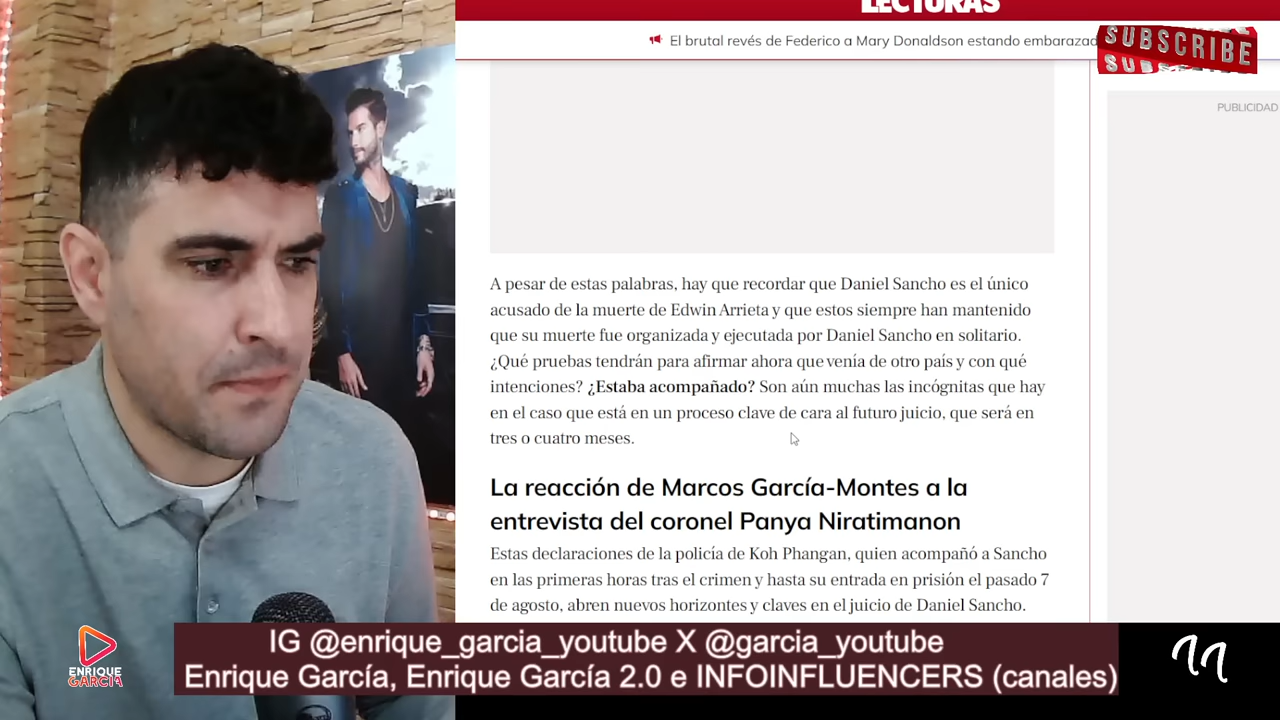 LECTURAS
El brutal revés de Federico a Mary Donaldson estando embarazad
SUBSCRIBE
SUBS
PUBLICIDAD
A pesar de estas palabras, hay que recordar que Daniel Sancho es el único
acusado de la muerte de Edwin Arrieta y que estos siempre han mantenido
que su muerte fue organizada y ejecutada por Daniel Sancho en solitario.
¿Qué pruebas tendrán para afirmar ahora que venía de otro país y con qué
intenciones? ¿Estaba acompañado? Son aún muchas las incógnitas que hay
en el caso que está en un proceso clave de cara al futuro juicio, que será en
tres o cuatro meses.
La reacción de Marcos García-Montes a la
entrevista del coronel Panya Niratimanon
Estas declaraciones de la policía de Koh Phangan, quien acompañó a Sancho
en las primeras horas tras el crimen y hasta su entrada en prisión el pasado 7
de agosto, abren nuevos horizontes y claves en el juicio de Daniel Sancho.
IG @enrique_garcia_youtube X @garcia_youtube
Enrique García, Enrique García 2.0 e INFOINFLUENCERS (canales)
ENRIQUE
GARCÍA